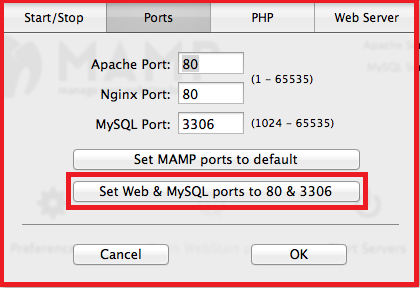 Start/Stop Ports PHP Web Server
Apache Port: 80
(1 – 65535)
Nginx Port: 80
MySQL Port: 3306 (1024 – 65535)
Set MAMP ports to default
Set Web & MySQL ports to 80 & 3306
Cancel OK